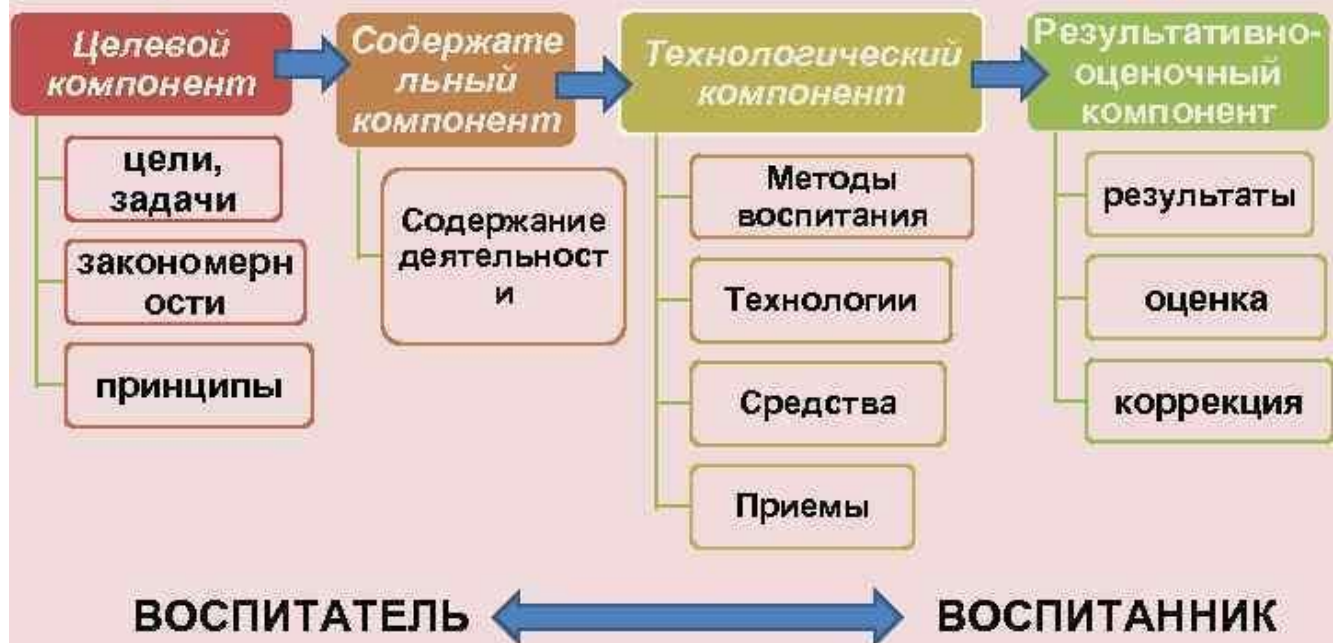 Целевой
компонент
цели,
задачи
закономерн
ости
принципы
Содержате
льный
компонент
Содержание
деятельност
и
Технологический
компонент
Методы
воспитания
Технологии
Средства
Приемы
Результативно-
оценочный
компонент
результаты
оценка
коррекция
ВОСПИТАТЕЛЬ
ВОСПИТАННИК